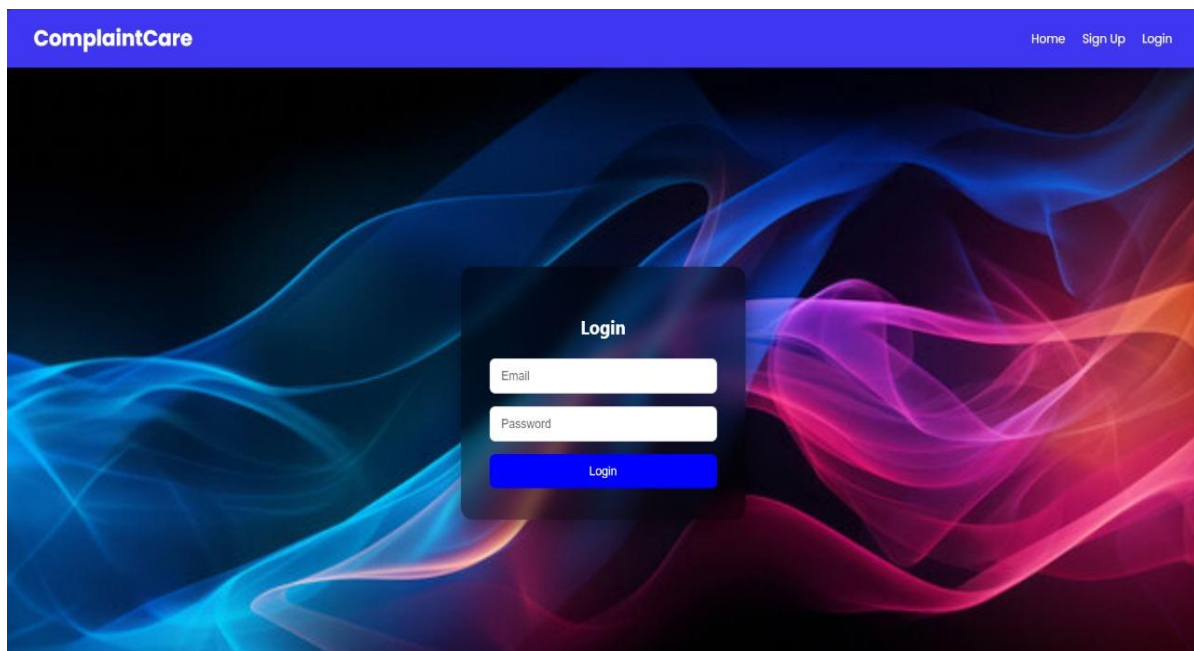 ComplaintCare
Home Sign Up Login
Login
Email
Password
Login